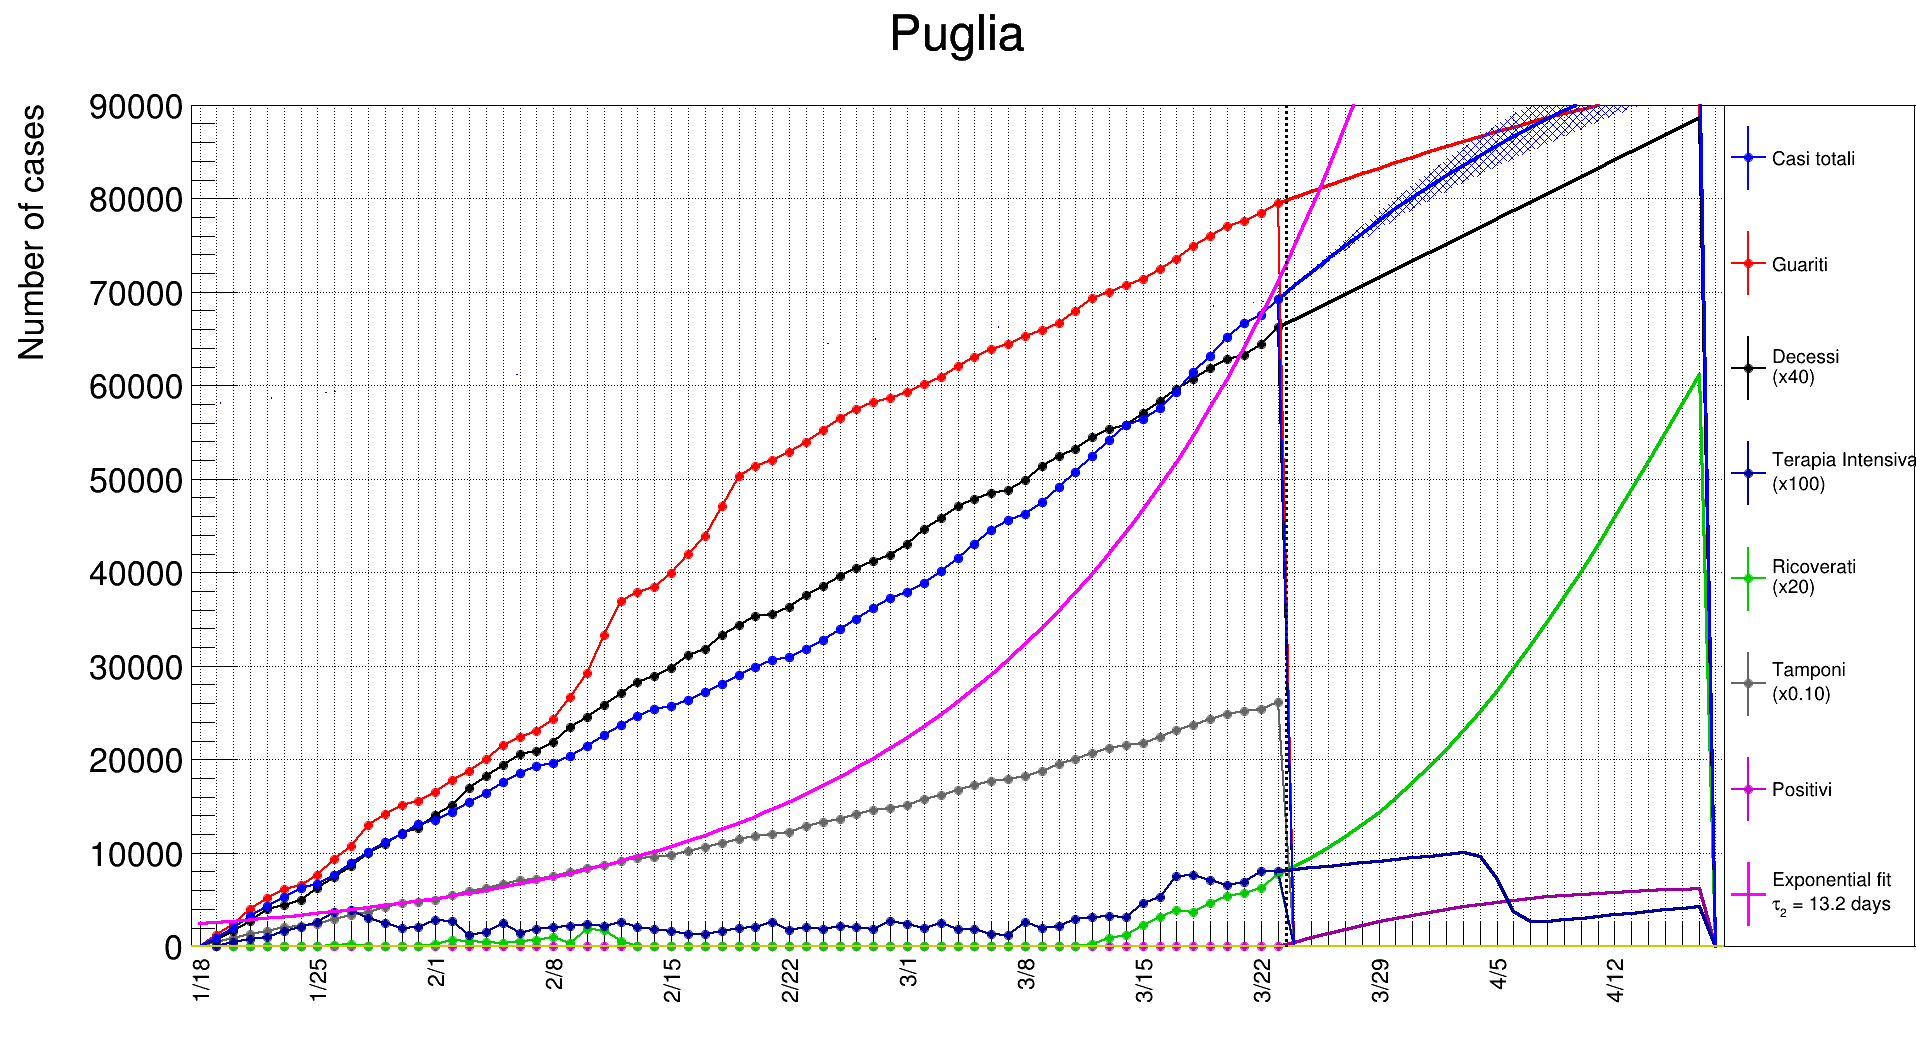 Puglia
Number of cases
90000
80000
70000
60000
50000
40000
30000
20000
10000
0
1/18
1/25
2/1
2/8
2/15
2/22
3/1
3/8
3/15
3/22
3/29
4/5
4/12
Casi totali
Guariti
Decessi
(x40)
Terapia Intensiva
(x100)
Ricoverati
(x20)
Tamponi
(x0.10)
Positivi
Exponential fit
τ2 = 13.2 days